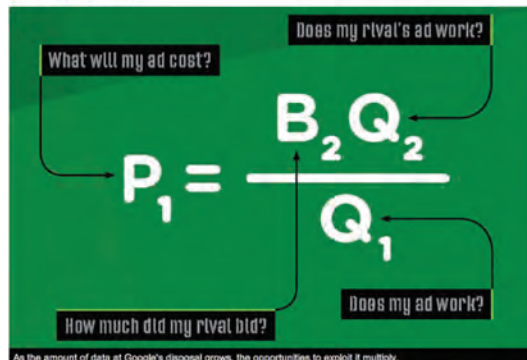 Does my rival's ad work?
What will my ad cost?
P₁ = B₂Q₂ / Q₁
Does my ad work?
How much did my rival bid?
As the amount of data at Google's disposal grows, the opportunities to exploit it multiply.